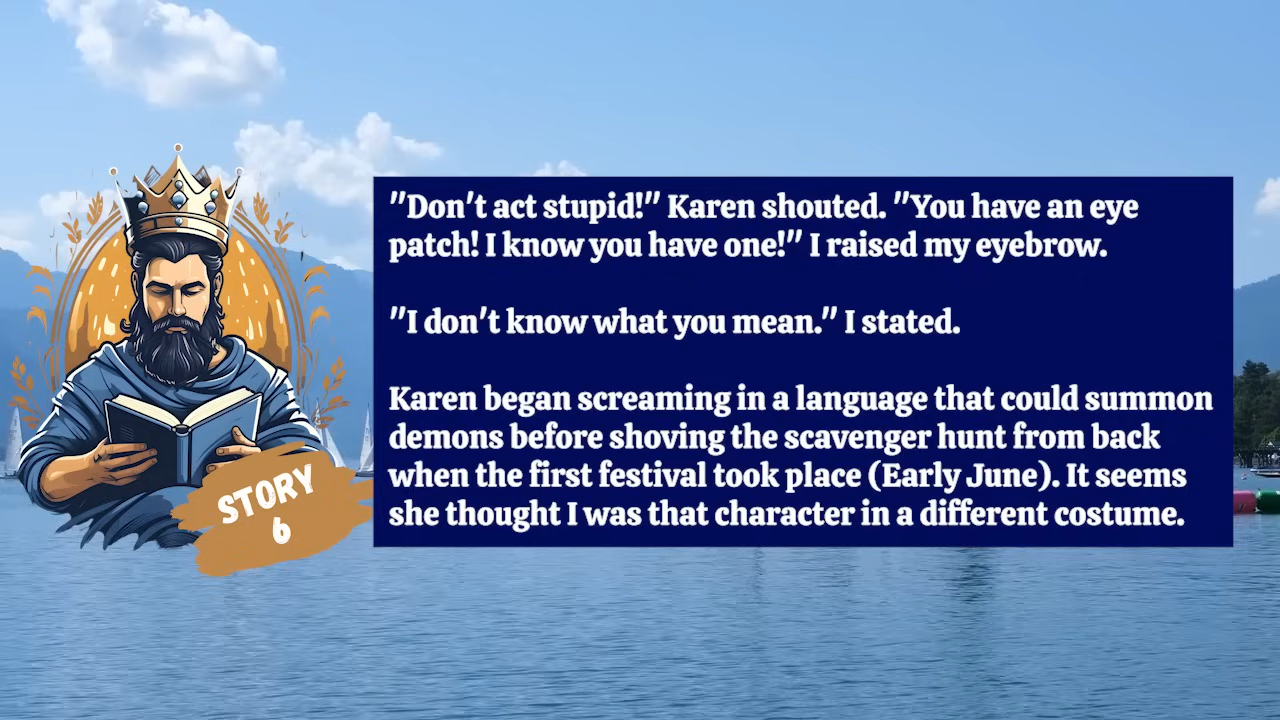 "Don't act stupid!" Karen shouted. "You have an eye
patch! I know you have one!" I raised my eyebrow.
"I don't know what you mean." I stated.
Karen began screaming in a language that could summon
demons before shoving the scavenger hunt from back
when the first festival took place (Early June). It seems
she thought I was that character in a different costume.
STORY
6